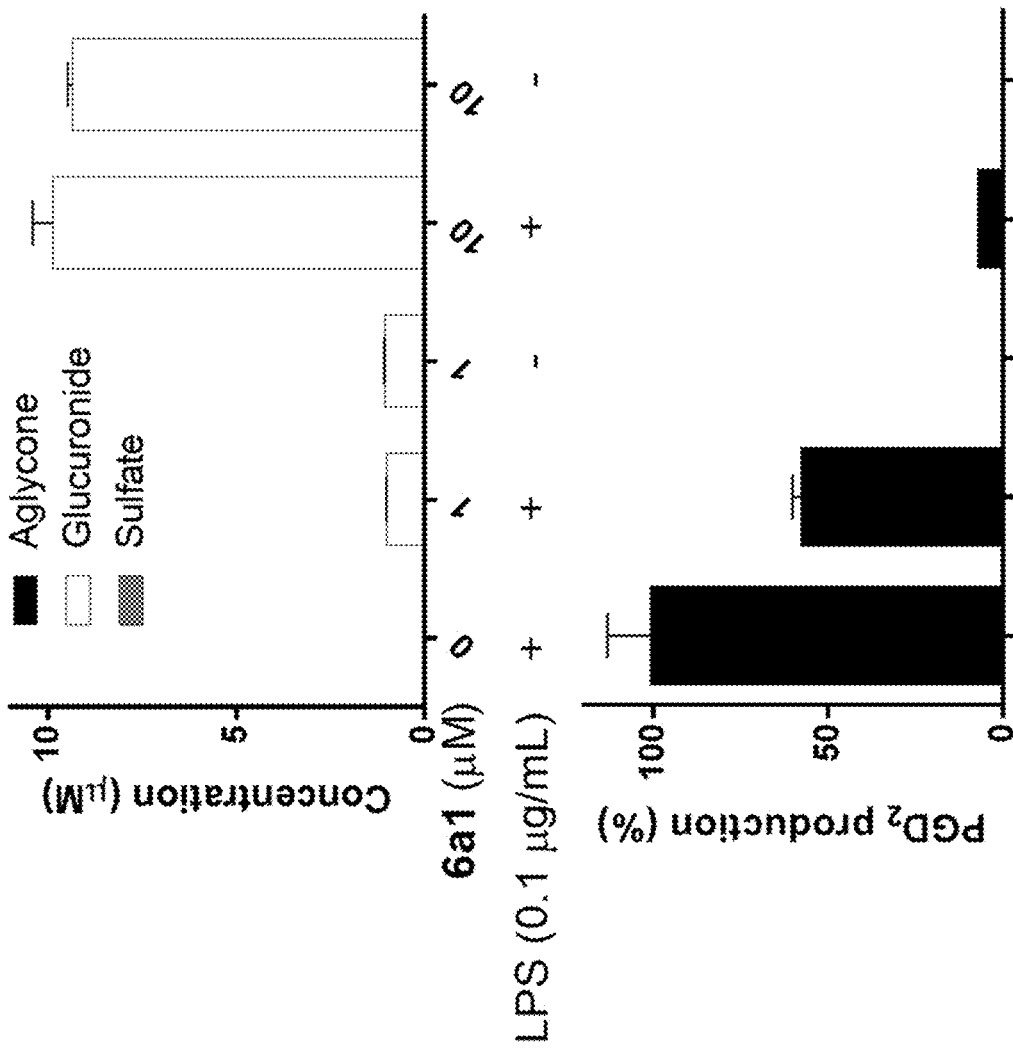 Aglycone
Glucuronide
Sulfate
Concentration (μM)
10
5
0
6a1 (μM) 0 1 1 10 10
LPS (0.1 μg/mL) + + - + -
PGD2 production (%)
100
50
0